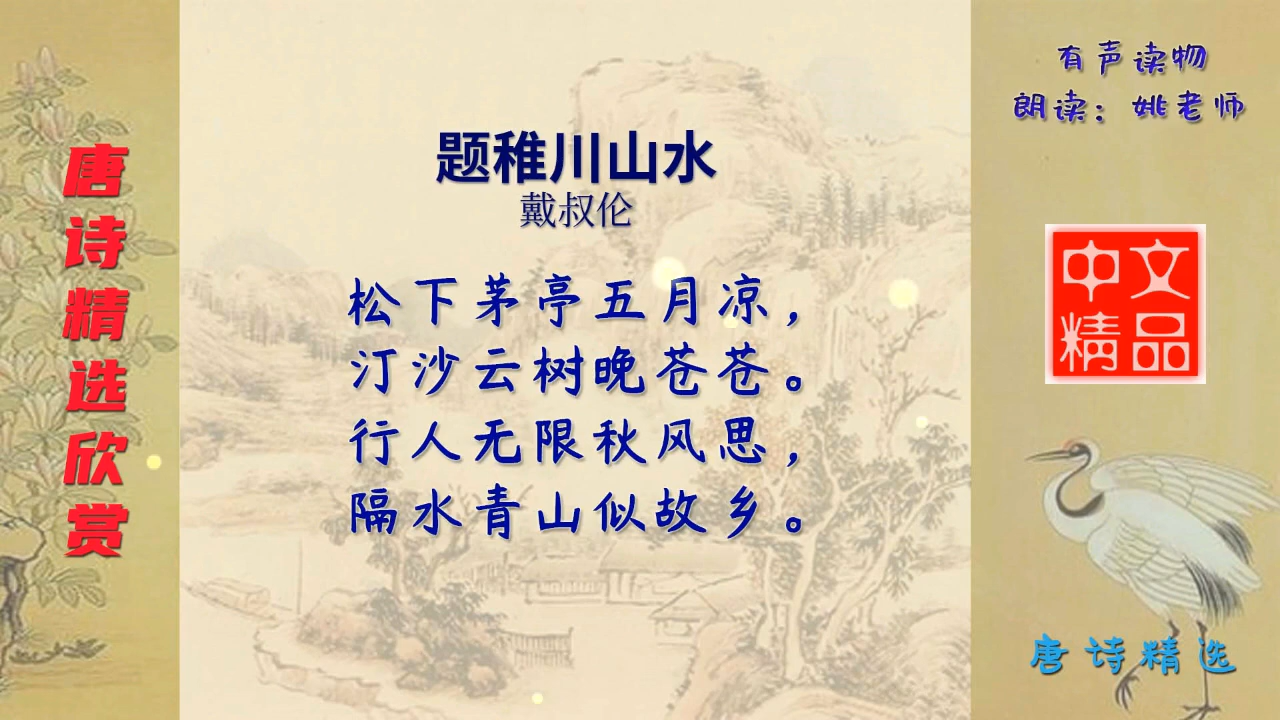 唐诗精选欣赏
题稚川山水
戴叔伦
松下茅亭五月凉，
汀沙云树晚苍苍。
行人无限秋风思，
隔水青山似故乡。
有声读物
朗读：姚老师
中文
精品
唐诗精选